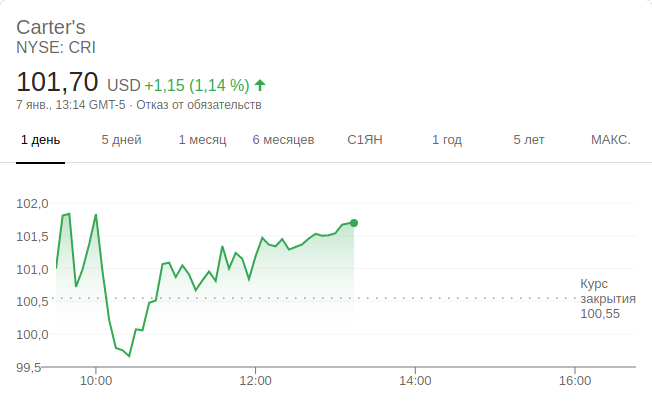 Carter's
NYSE: CRI
101,70 USD +1,15 (1,14 %)
7 янв., 13:14 GMT-5 · Отказ от обязательств
1 день 5 дней 1 месяц 6 месяцев С1ЯН 1 год 5 лет МАКС.
102,0
101,5
101,0
100,5
100,0
99,5
Курс
закрытия
100,55
10:00 12:00 14:00 16:00